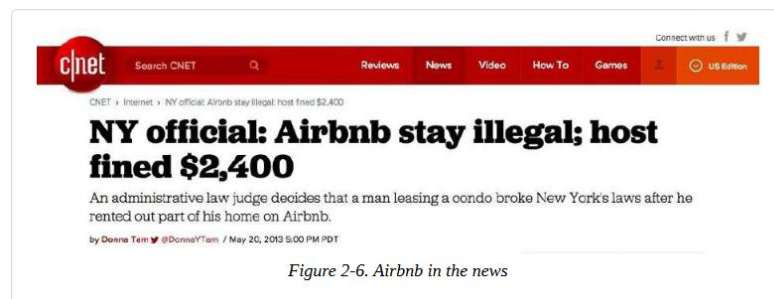 Connect with us
c|net
Search CNET
Reviews News Video How To Games US Edition
CNET › Internet › NY official: Airbnb stay illegal; host fined $2,400
NY official: Airbnb stay illegal; host
fined $2,400
An administrative law judge decides that a man leasing a condo broke New York's laws after he
rented out part of his home on Airbnb.
by Donna Tam @DonnaYTam / May 20, 2013 5:00 PM PDT
Figure 2-6. Airbnb in the news